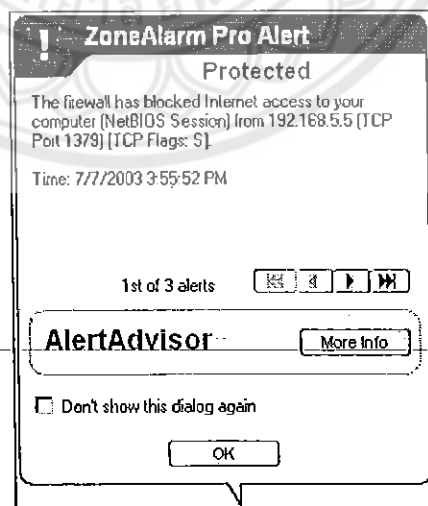 ZoneAlarm Pro Alert
Protected
The firewall has blocked Internet access to your
computer (NetBIOS Session) from 192.168.5.5 (TCP
Port 1379) [TCP Flags: S].
Time: 7/7/2003 3:55:52 PM
1st of 3 alerts
AlertAdvisor More Info
Don't show this dialog again
OK